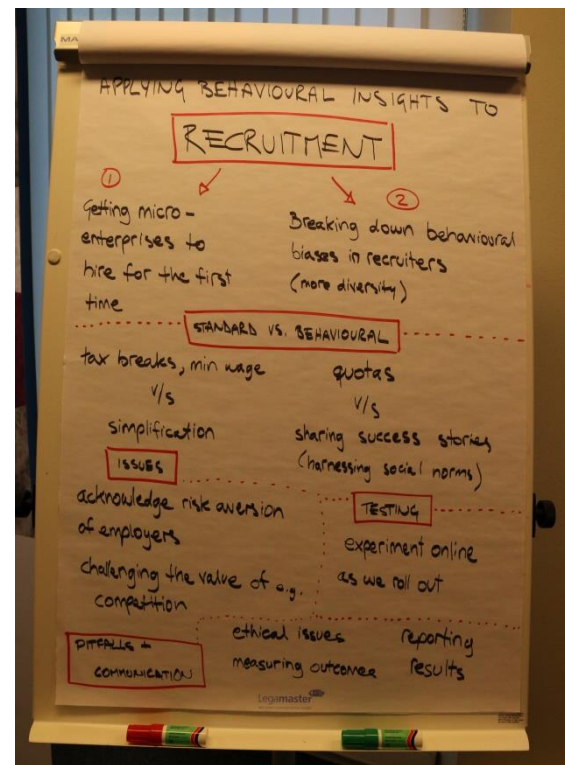 MA
APPLYING BEHAVIOURAL INSIGHTS TO
RECRUITMENT
①
Getting micro-
enterprises to
hire for the first
time
②
Breaking down behavioural
biases in recruiters
(more diversity)
STANDARD VS. BEHAVIOURAL
tax breaks, min wage
V/S
simplification
quotas
V/S
sharing success stories
(harnessing social norms)
ISSUES
acknowledge risk aversion
of employers
challenging the value of e.g.
competition
TESTING
experiment online
as we roll out
PITFALLS +
COMMUNICATION
ethical issues
measuring outcomes
reporting
results
Legamaster